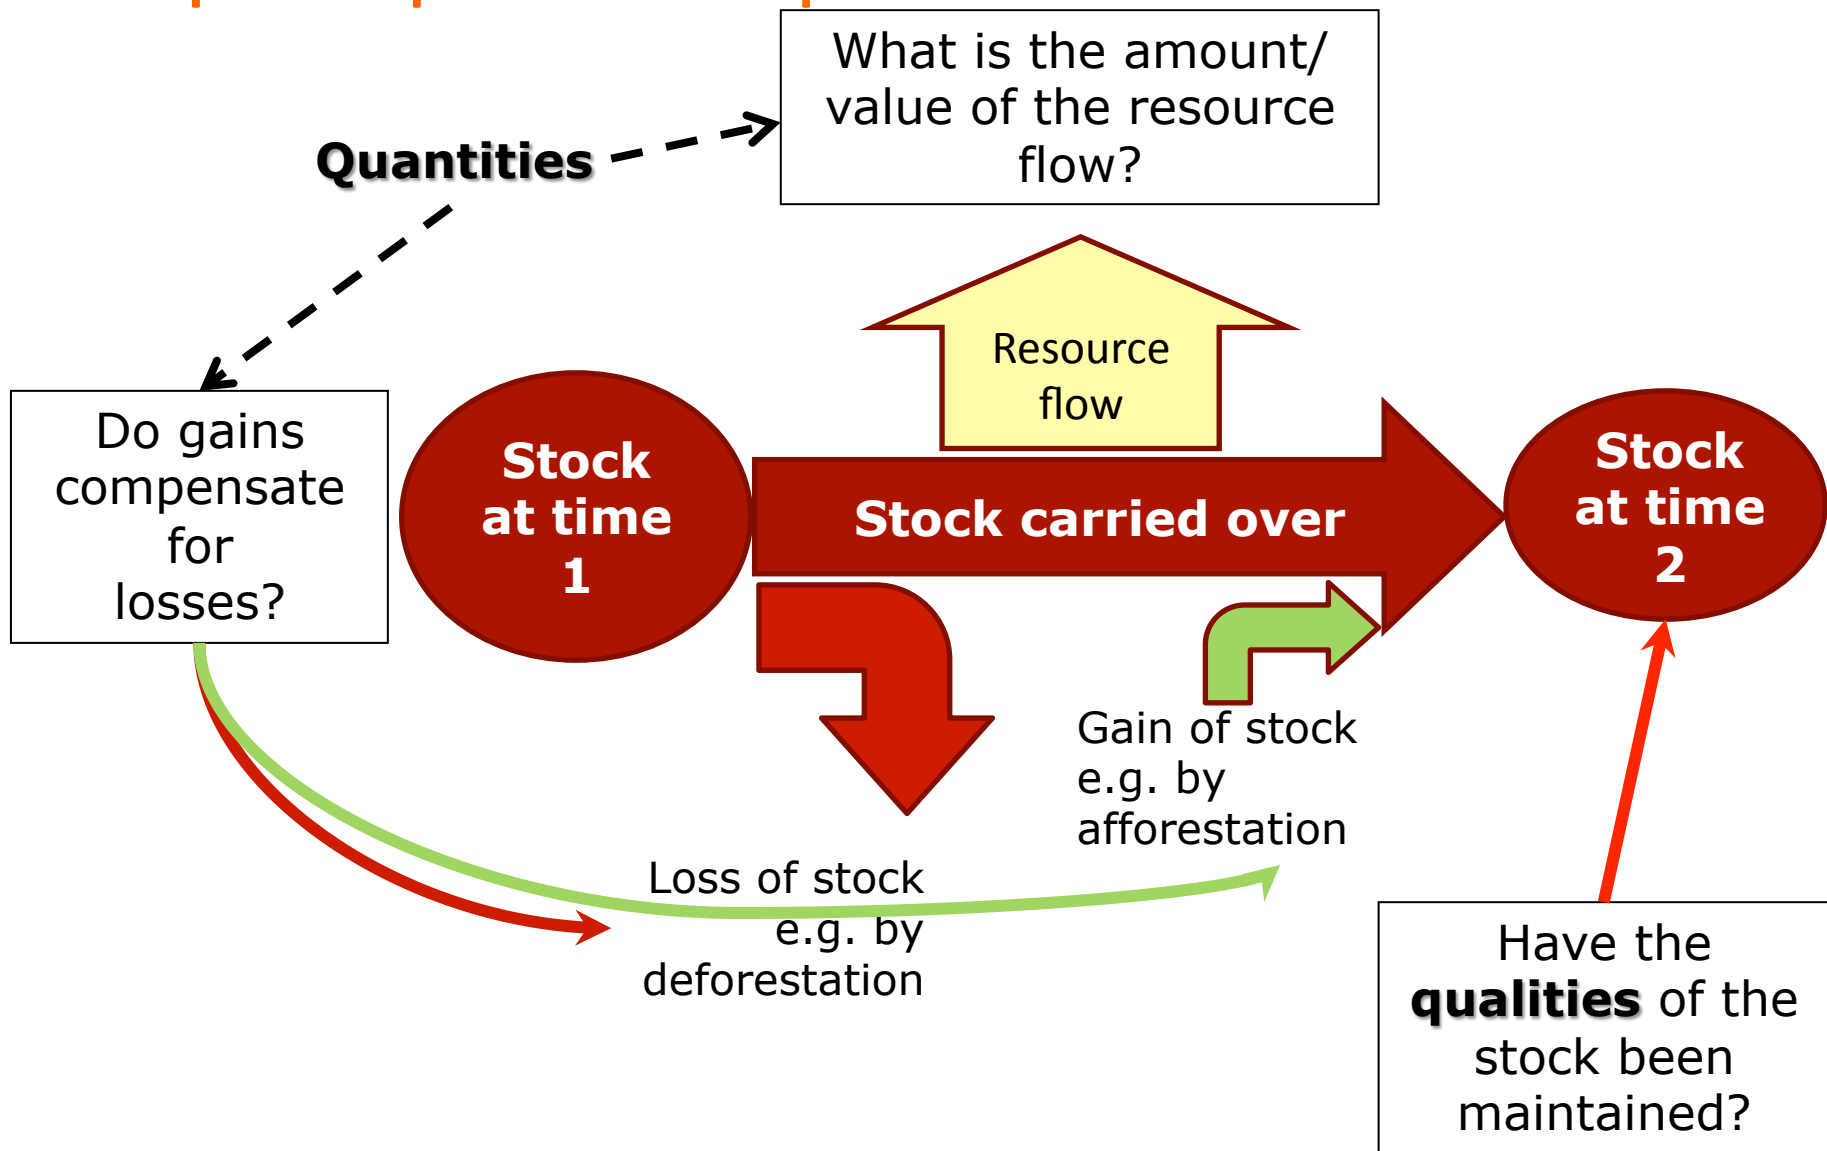 What is the amount/
value of the resource
flow?
Quantities
Resource
flow
Do gains
compensate
for
losses?
Stock
at time
1
Stock carried over
Stock
at time
2
Gain of stock
e.g. by
afforestation
Loss of stock
e.g. by
deforestation
Have the
qualities of the
stock been
maintained?